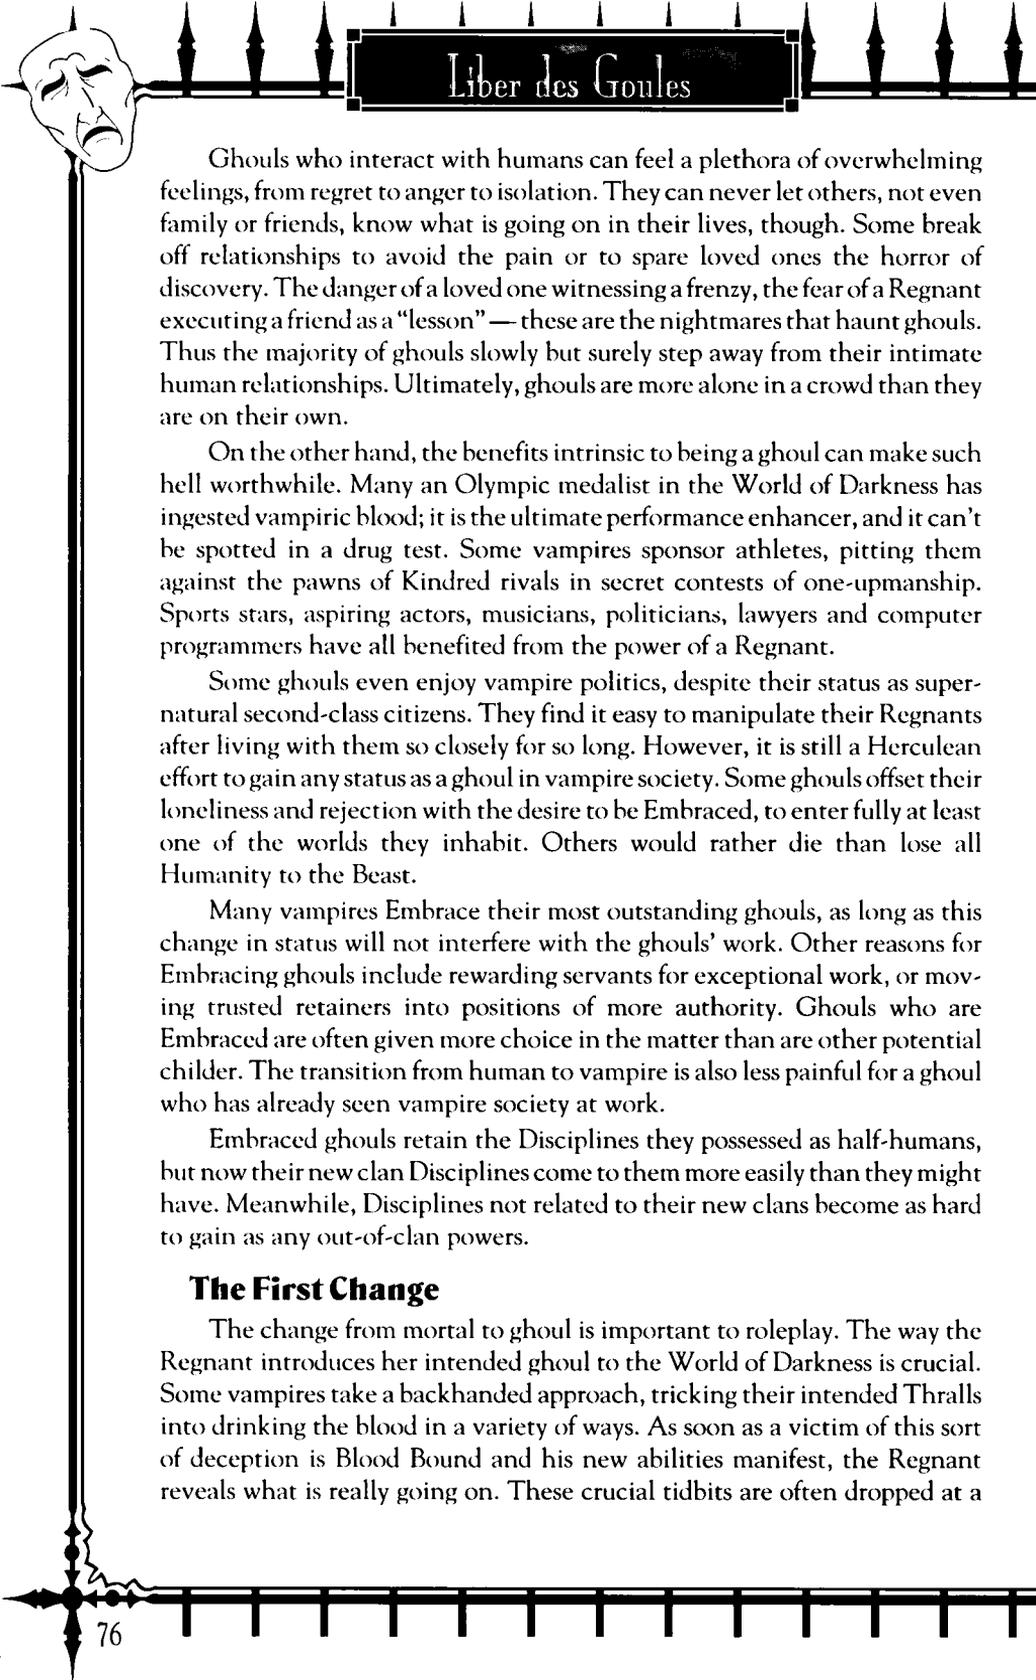 Liber des Goules
Ghouls who interact with humans can feel a plethora of overwhelming
feelings, from regret to anger to isolation. They can never let others, not even
family or friends, know what is going on in their lives, though. Some break
off relationships to avoid the pain or to spare loved ones the horror of
discovery. The danger of a loved one witnessing a frenzy, the fear of a Regnant
executing a friend as a “lesson” — these are the nightmares that haunt ghouls.
Thus the majority of ghouls slowly but surely step away from their intimate
human relationships. Ultimately, ghouls are more alone in a crowd than they
are on their own.
On the other hand, the benefits intrinsic to being a ghoul can make such
hell worthwhile. Many an Olympic medalist in the World of Darkness has
ingested vampiric blood; it is the ultimate performance enhancer, and it can't
be spotted in a drug test. Some vampires sponsor athletes, pitting them
against the pawns of Kindred rivals in secret contests of one-upmanship.
Sports stars, aspiring actors, musicians, politicians, lawyers and computer
programmers have all benefited from the power of a Regnant.
Some ghouls even enjoy vampire politics, despite their status as super-
natural second-class citizens. They find it easy to manipulate their Regnants
after living with them so closely for so long. However, it is still a Herculean
effort to gain any status as a ghoul in vampire society. Some ghouls offset their
loneliness and rejection with the desire to be Embraced, to enter fully at least
one of the worlds they inhabit. Others would rather die than lose all
Humanity to the Beast.
Many vampires Embrace their most outstanding ghouls, as long as this
change in status will not interfere with the ghouls' work. Other reasons for
Embracing ghouls include rewarding servants for exceptional work, or mov-
ing trusted retainers into positions of more authority. Ghouls who are
Embraced are often given more choice in the matter than are other potential
childer. The transition from human to vampire is also less painful for a ghoul
who has already seen vampire society at work.
Embraced ghouls retain the Disciplines they possessed as half-humans,
but now their new clan Disciplines come to them more easily than they might
have. Meanwhile, Disciplines not related to their new clans become as hard
to gain as any out-of-clan powers.
The First Change
The change from mortal to ghoul is important to roleplay. The way the
Regnant introduces her intended ghoul to the World of Darkness is crucial.
Some vampires take a backhanded approach, tricking their intended Thralls
into drinking the blood in a variety of ways. As soon as a victim of this sort
of deception is Blood Bound and his new abilities manifest, the Regnant
reveals what is really going on. These crucial tidbits are often dropped at a
76